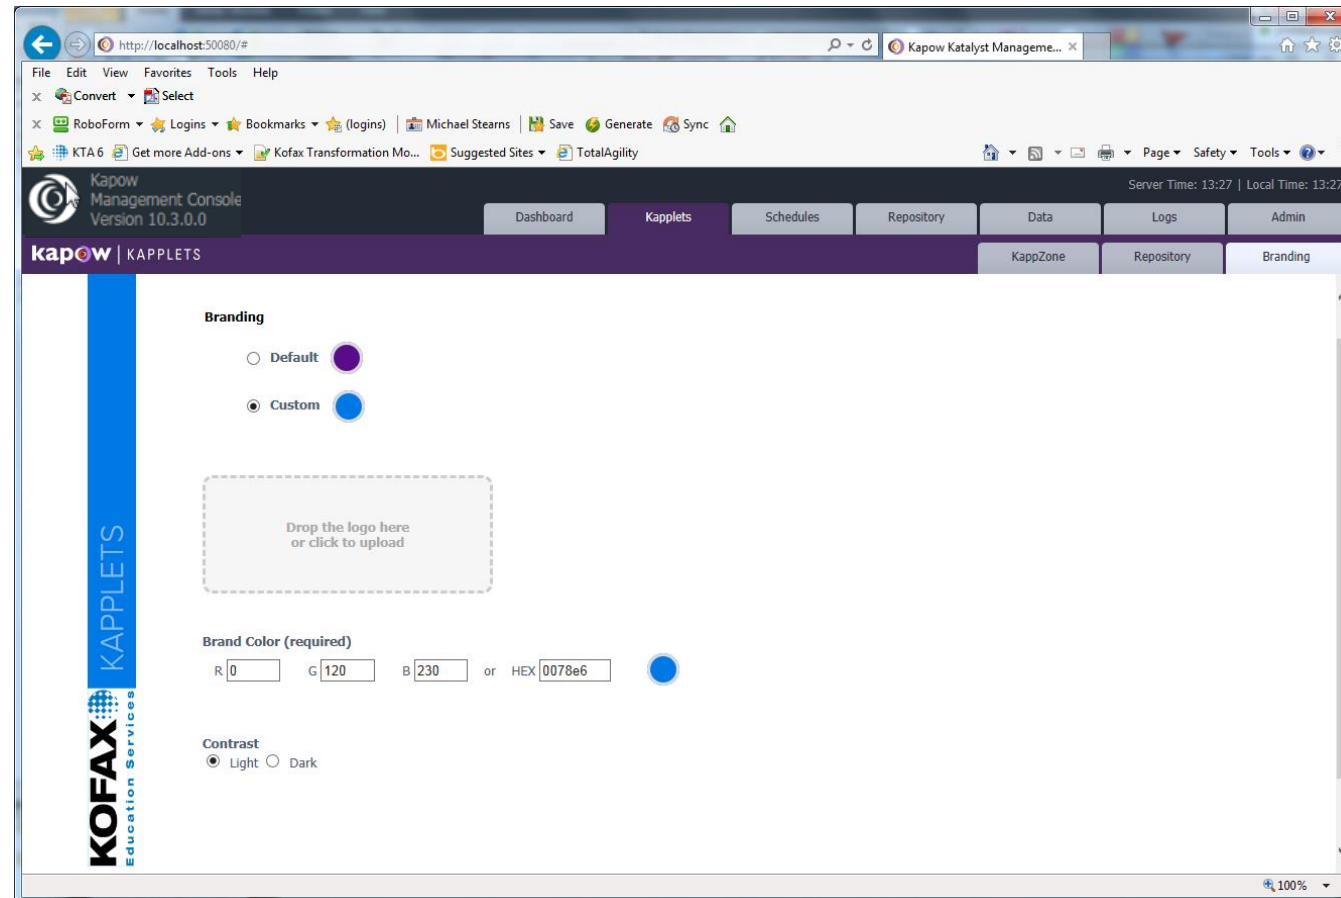 http://localhost:50080/#
Kapow Katalyst Manageme...
File Edit View Favorites Tools Help
Convert Select
RoboForm Logins Bookmarks (logins) Michael Stearns Save Generate Sync
KTA 6 Get more Add-ons Kofax Transformation Mo... Suggested Sites TotalAgility Page Safety Tools
Kapow
Management Console
Version 10.3.0.0
Server Time: 13:27 | Local Time: 13:27
Dashboard Kapplets Schedules Repository Data Logs Admin
kapow | KAPPLETS
KappZone Repository Branding
Branding
Default
Custom
Drop the logo here
or click to upload
Brand Color (required)
R 0 G 120 B 230 or HEX 0078e6
Contrast
Light Dark
KOFAX KAPPLETS
Education Services
100%